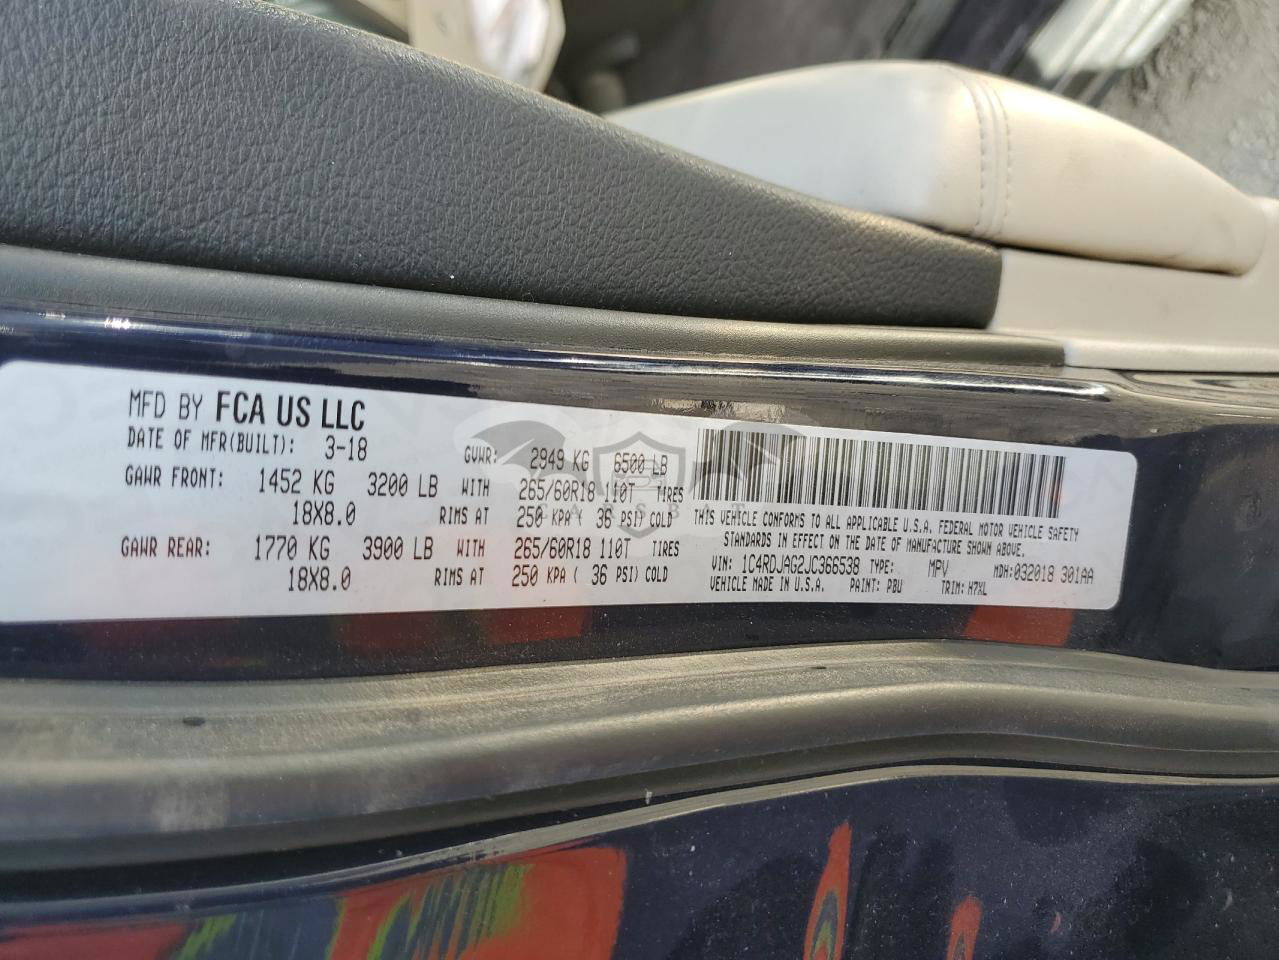 MFD BY FCA US LLC
DATE OF MFR(BUILT): 3-18 GVWR: 2949 KG 6500 LB
GAWR FRONT: 1452 KG 3200 LB WITH 265/60R18 110T TIRES
18X8.0 RIMS AT 250 KPA ( 36 PSI) COLD
GAWR REAR: 1770 KG 3900 LB WITH 265/60R18 110T TIRES
18X8.0 RIMS AT 250 KPA ( 36 PSI) COLD
THIS VEHICLE CONFORMS TO ALL APPLICABLE U.S.A. FEDERAL MOTOR VEHICLE SAFETY
STANDARDS IN EFFECT ON THE DATE OF MANUFACTURE SHOWN ABOVE.
VIN: 1C4RDJAG2JC366538 TYPE: MPV MDH:032018 301AA
VEHICLE MADE IN U.S.A. PAINT: PBU TRIM: H7XL